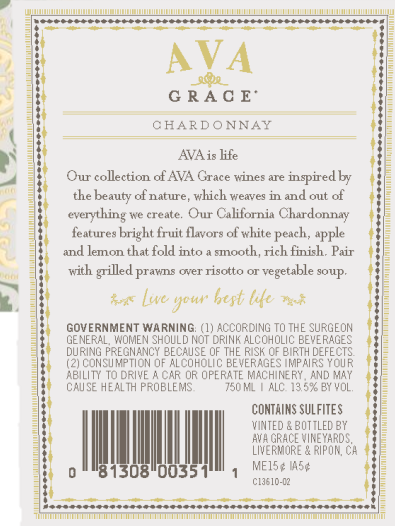 AVA
GRACE
CHARDONNAY
AVA is life
Our collection of AVA Grace wines are inspired by
the beauty of nature, which weaves in and out of
everything we create. Our California Chardonnay
features bright fruit flavors of white peach, apple
and lemon that fold into a smooth, rich finish. Pair
with grilled prawns over risotto or vegetable soup.
Live your best life
GOVERNMENT WARNING: (1) ACCORDING TO THE SURGEON
GENERAL, WOMEN SHOULD NOT DRINK ALCOHOLIC BEVERAGES
DURING PREGNANCY BECAUSE OF THE RISK OF BIRTH DEFECTS.
(2) CONSUMPTION OF ALCOHOLIC BEVERAGES IMPAIRS YOUR
ABILITY TO DRIVE A CAR OR OPERATE MACHINERY, AND MAY
CAUSE HEALTH PROBLEMS. 750 ML | ALC. 13.5% BY VOL.
CONTAINS SULFITES
VINTED & BOTTLED BY
AVA GRACE VINEYARDS,
LIVERMORE & RIPON, CA
ME15¢ IA5¢
C13610-02
0 81308 00351 1